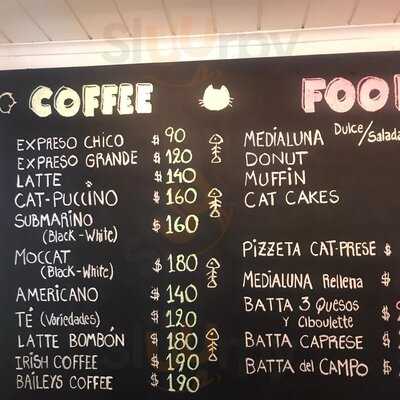 COFFEE
EXPRESO CHICO $ 90
EXPRESO GRANDE $ 120
LATTE $ 140
CAT-PUCCINO $ 160
SUBMARINO $ 160
(Black-White)
MOCCAT $ 180
(Black-White)
AMERICANO $ 140
TÉ (Variedades) $ 120
LATTE BOMBÓN $ 180
IRISH COFFEE $ 190
BAILEYS COFFEE $ 190
FOO
MEDIALUNA Dulce/Salada
DONUT
MUFFIN
CAT CAKES
PIZZETA CAT-PRESE $
MEDIALUNA Rellena $
BATTA 3 QUESOS $
Y Ciboulette
BATTA CAPRESE $
BATTA del CAMPO $